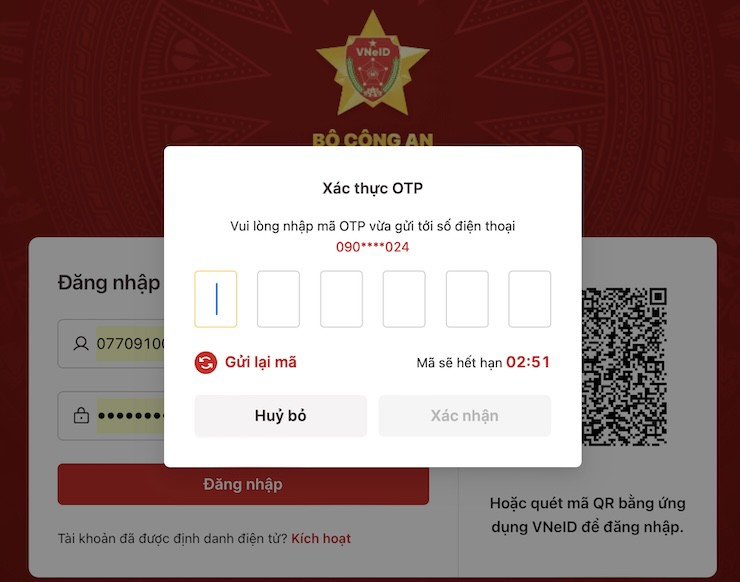 VNeID
BỘ CÔNG AN
Xác thực OTP
Vui lòng nhập mã OTP vừa gửi tới số điện thoại
090****024
Gửi lại mã
Mã sẽ hết hạn 02:51
Huỷ bỏ
Xác nhận
Đăng nhập
07709100
Đăng nhập
Tài khoản đã được định danh điện tử? Kích hoạt
Hoặc quét mã QR bằng ứng
dụng VNeID để đăng nhập.